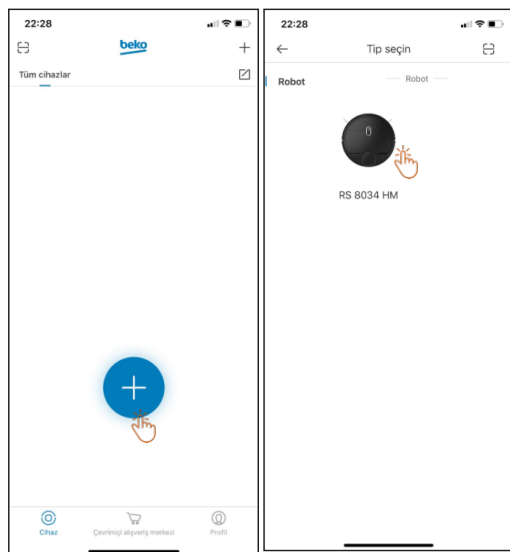 22:28
beko
Tüm cihazlar
Cihaz
Çevrimiçi alışveriş merkezi
Profil
22:28
Tip seçin
Robot
Robot
RS 8034 HM